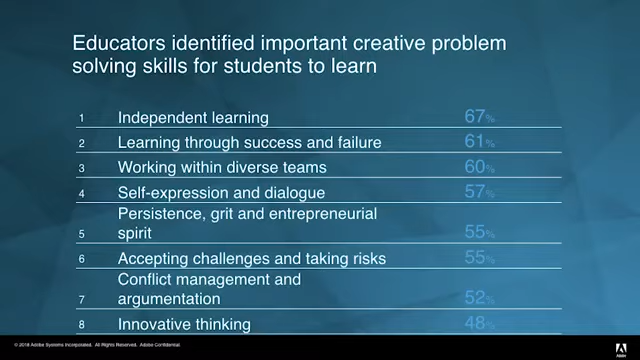 Educators identified important creative problem
solving skills for students to learn
1 Independent learning 67%
2 Learning through success and failure 61%
3 Working within diverse teams 60%
4 Self-expression and dialogue 57%
Persistence, grit and entrepreneurial
5 spirit 55%
6 Accepting challenges and taking risks 55%
Conflict management and
7 argumentation 52%
8 Innovative thinking 48%
© 2018 Adobe Systems Incorporated. All Rights Reserved. Adobe Confidential.
Adobe